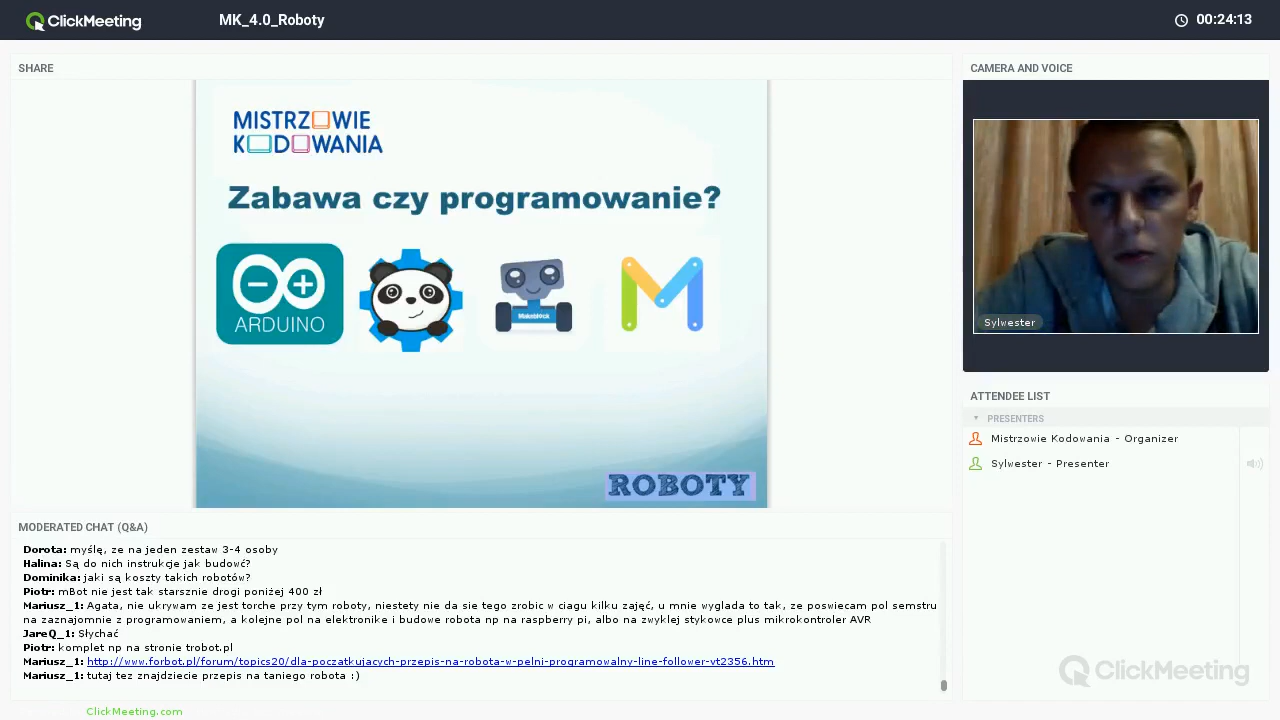 ClickMeeting
MK_4.0_Roboty
00:24:13
SHARE
MISTRZOWIE
KODOWANIA
Zabawa czy programowanie?
ARDUINO
Makeblock
M
ROBOTY
CAMERA AND VOICE
Sylwester
ATTENDEE LIST
PRESENTERS
Mistrzowie Kodowania - Organizer
Sylwester - Presenter
MODERATED CHAT (Q&A)
Dorota: myślę, ze na jeden zestaw 3-4 osoby
Halina: Są do nich instrukcje jak budowć?
Dominika: jaki są koszty takich robotów?
Piotr: mBot nie jest tak starsznie drogi poniżej 400 zł
Mariusz_1: Agata, nie ukrywam ze jest torche przy tym roboty, niestety nie da sie tego zrobic w ciagu kilku zajęć, u mnie wyglada to tak, ze poswiecam pol semstru
na zaznajomnie z programowaniem, a kolejne pol na elektronike i budowe robota np na raspberry pi, albo na zwyklej stykowce plus mikrokontroler AVR
JareQ_1: Słychać
Piotr: komplet np na stronie trobot.pl
Mariusz_1: http://www.forbot.pl/forum/topics20/dla-poczatkujacych-przepis-na-robota-w-pelni-programowalny-line-follower-vt2356.htm
Mariusz_1: tutaj tez znajdziecie przepis na taniego robota :)
ClickMeeting
ClickMeeting.com